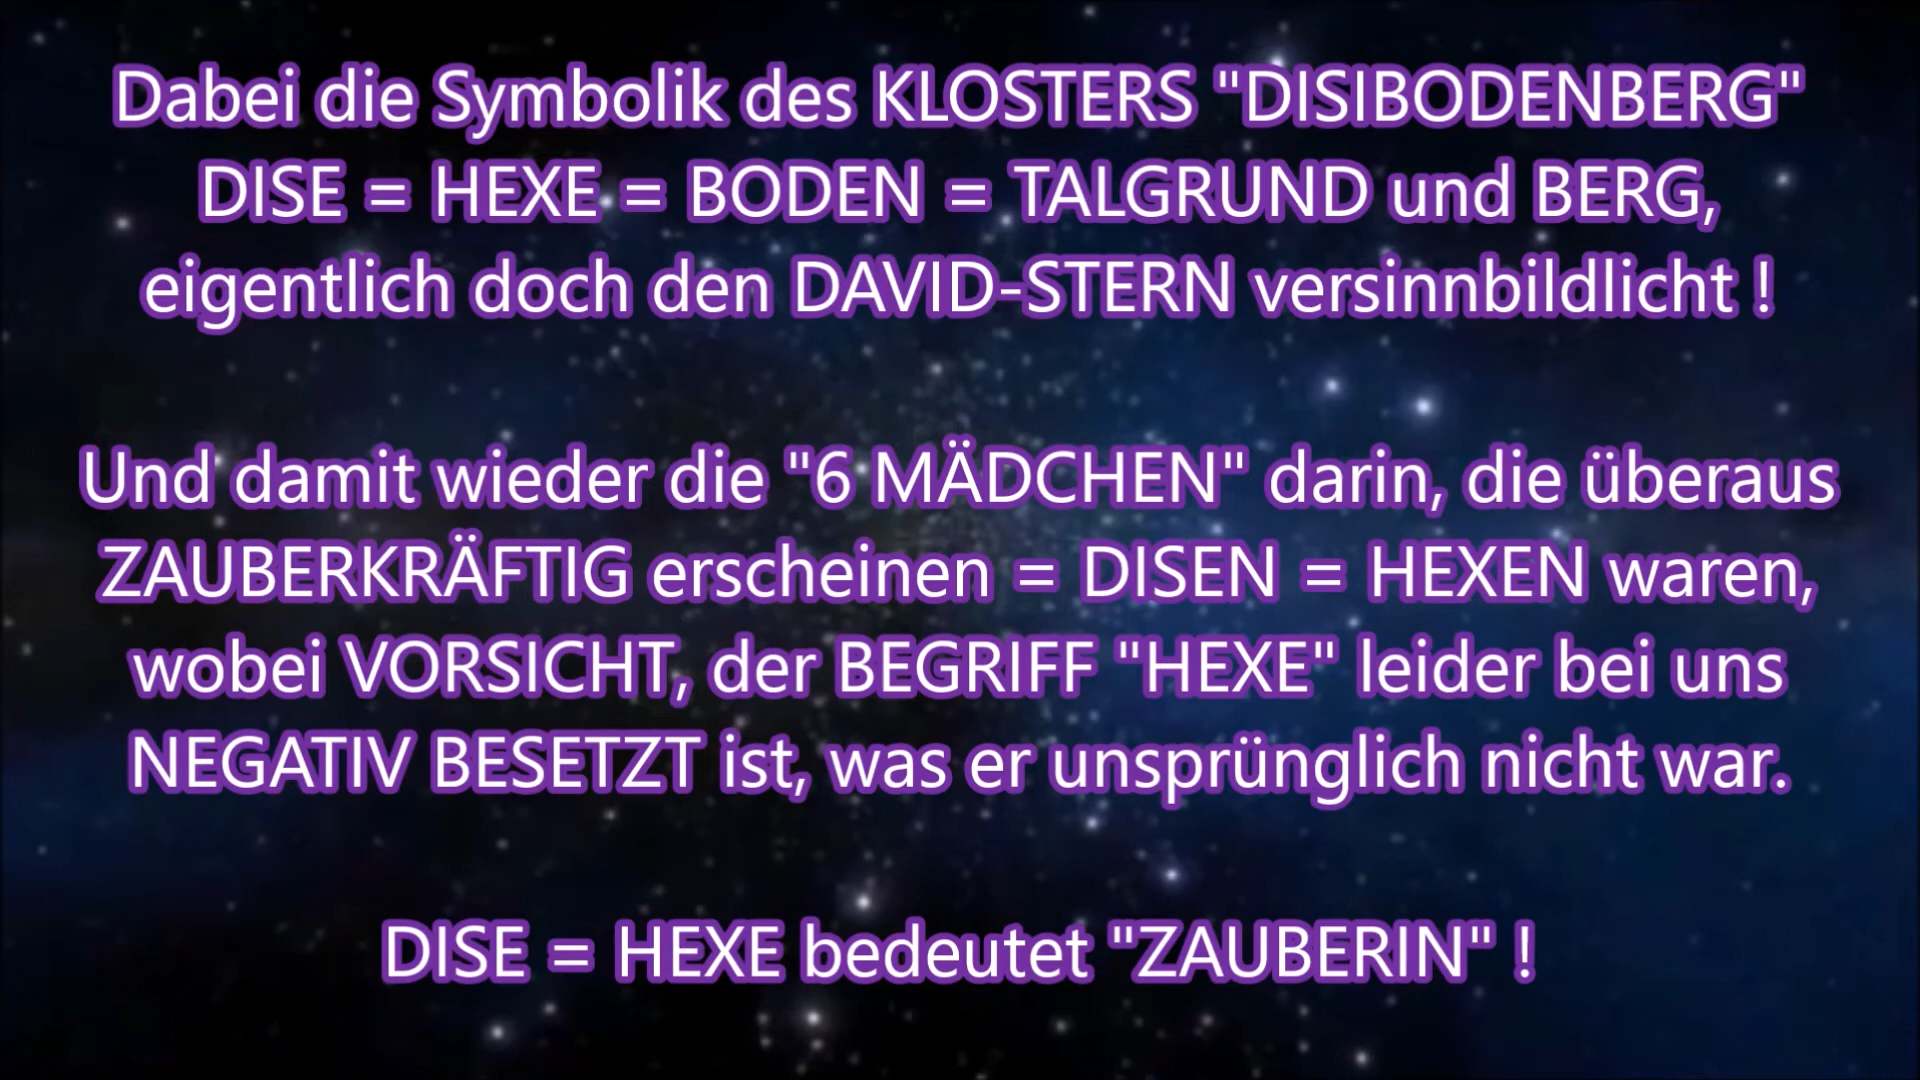 Dabei die Symbolik des KLOSTERS "DISIBODENBERG"
DISE = HEXE = BODEN = TALGRUND und BERG,
eigentlich doch den DAVID-STERN versinnbildlicht !
Und damit wieder die "6 MÄDCHEN" darin, die überaus
ZAUBERKRÄFTIG erscheinen = DISEN = HEXEN waren,
wobei VORSICHT, der BEGRIFF "HEXE" leider bei uns
NEGATIV BESETZT ist, was er unsprünglich nicht war.
DISE = HEXE bedeutet "ZAUBERIN" !